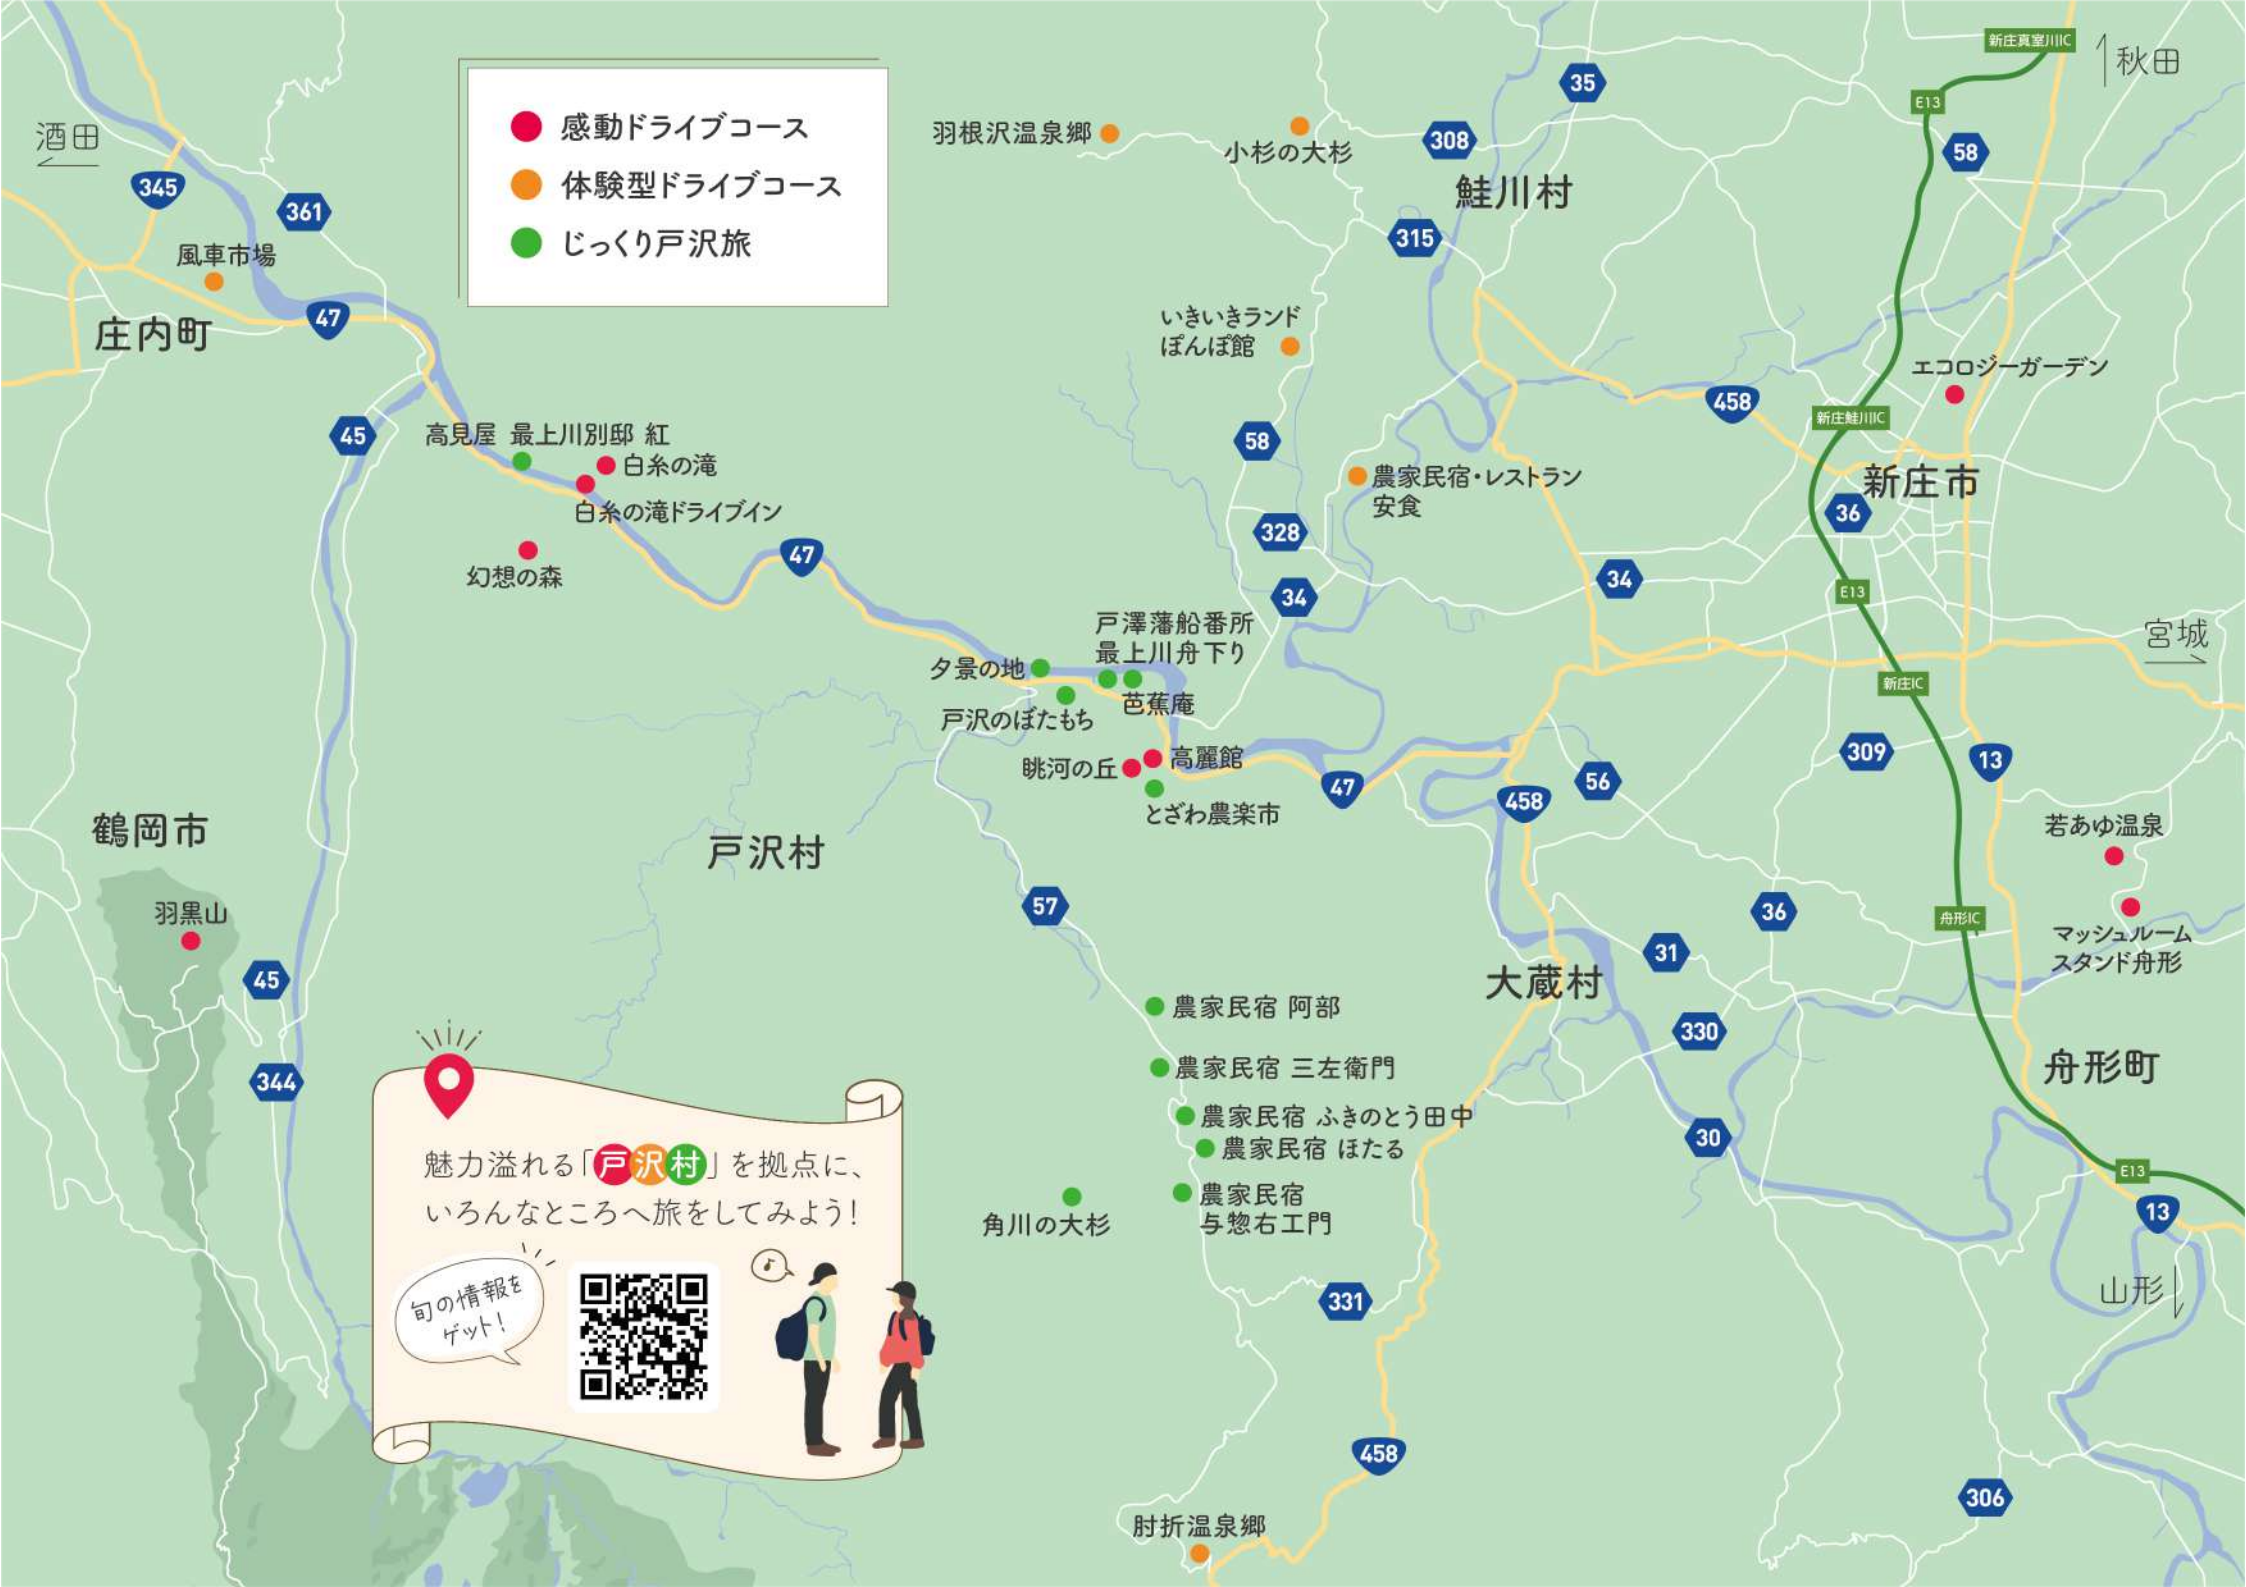 感動ドライブコース
体験型ドライブコース
じっくり戸沢旅
酒田
345
361
風車市場
47
庄内町
45
羽根沢温泉郷
小杉の大杉
308
35
鮭川村
315
新庄真室川IC
秋田
E13
58
いきいきランド
ぽんぽ館
エコロジーガーデン
458
新庄鮭川IC
新庄市
36
58
農家民宿・レストラン
安食
328
34
34
E13
宮城
新庄IC
高見屋 最上川別邸 紅
白糸の滝
白糸の滝ドライブイン
幻想の森
47
戸澤藩船番所
最上川舟下り
夕景の地
芭蕉庵
戸沢のぼたもち
高麗館
眺河の丘
とざわ農楽市
47
458
56
309
13
若あゆ温泉
マッシュルーム
スタンド舟形
舟形IC
鶴岡市
羽黒山
45
344
戸沢村
57
36
31
大蔵村
330
舟形町
30
E13
13
山形
農家民宿 阿部
農家民宿 三左衛門
農家民宿 ふきのとう田中
農家民宿 ほたる
農家民宿
与惣右エ門
角川の大杉
331
458
306
肘折温泉郷
魅力溢れる「戸沢村」を拠点に、
いろんなところへ旅をしてみよう!
旬の情報を
ゲット!